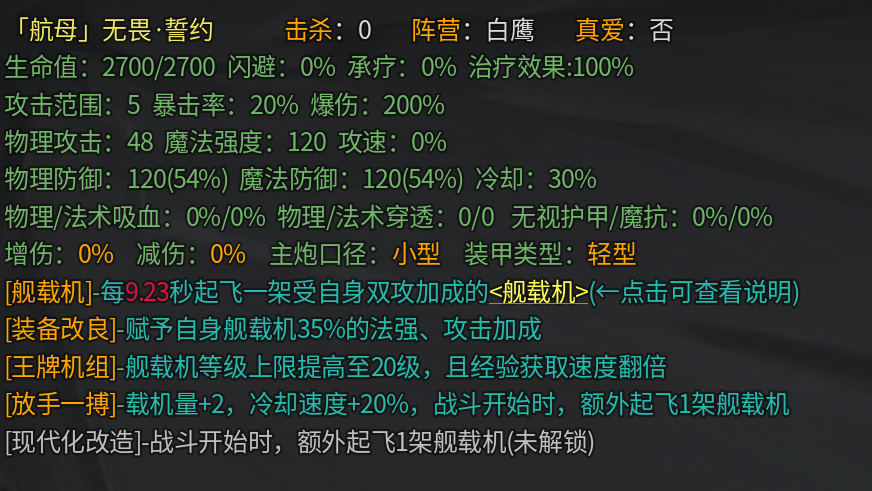 「航母」无畏·誓约 击杀：0 阵营：白鹰 真爱：否
生命值：2700/2700 闪避：0% 承疗：0% 治疗效果:100%
攻击范围：5 暴击率：20% 爆伤：200%
物理攻击：48 魔法强度：120 攻速：0%
物理防御：120(54%) 魔法防御：120(54%) 冷却：30%
物理/法术吸血：0%/0% 物理/法术穿透：0/0 无视护甲/魔抗：0%/0%
增伤：0% 减伤：0% 主炮口径：小型 装甲类型：轻型
[舰载机]-每9.23秒起飞一架受自身双攻加成的<舰载机>(←点击可查看说明)
[装备改良]-赋予自身舰载机35%的法强、攻击加成
[王牌机组]-舰载机等级上限提高至20级，且经验获取速度翻倍
[放手一搏]-载机量+2，冷却速度+20%，战斗开始时，额外起飞1架舰载机
[现代化改造]-战斗开始时，额外起飞1架舰载机(未解锁)